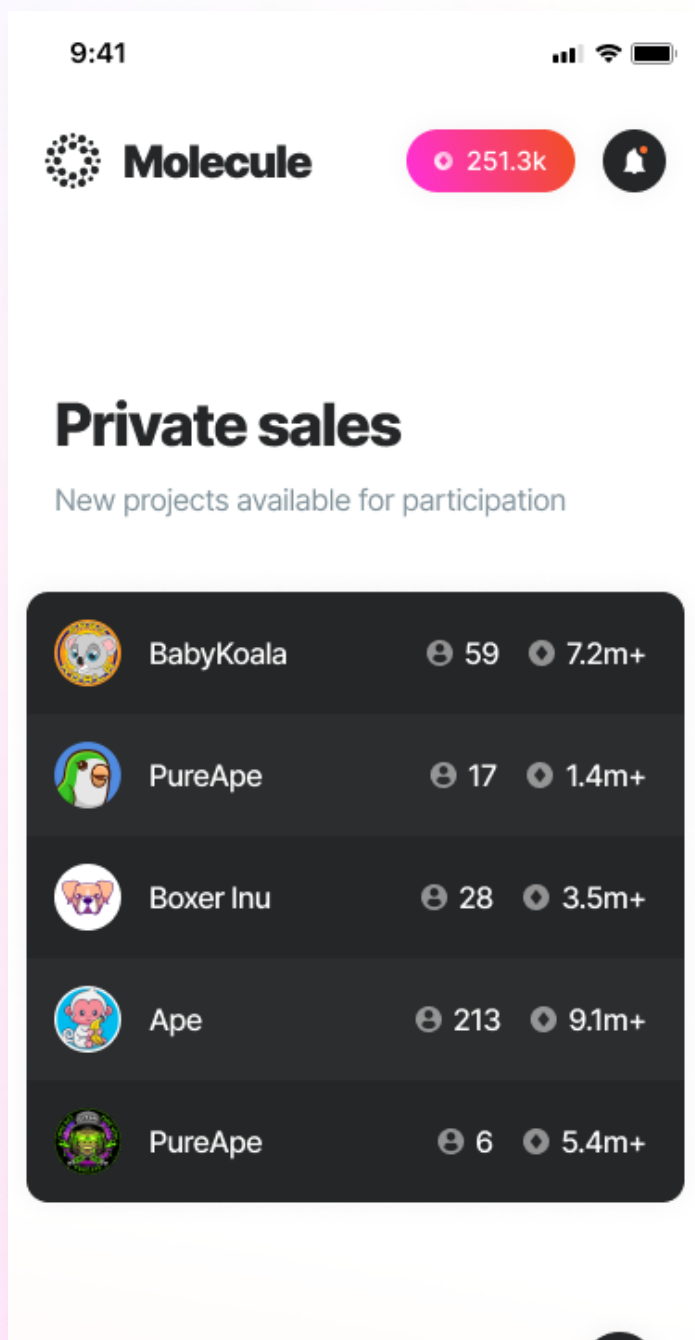 9:41
Molecule 251.3k
Private sales
New projects available for participation
BabyKoala 59 7.2m+
PureApe 17 1.4m+
Boxer Inu 28 3.5m+
Ape 213 9.1m+
PureApe 6 5.4m+